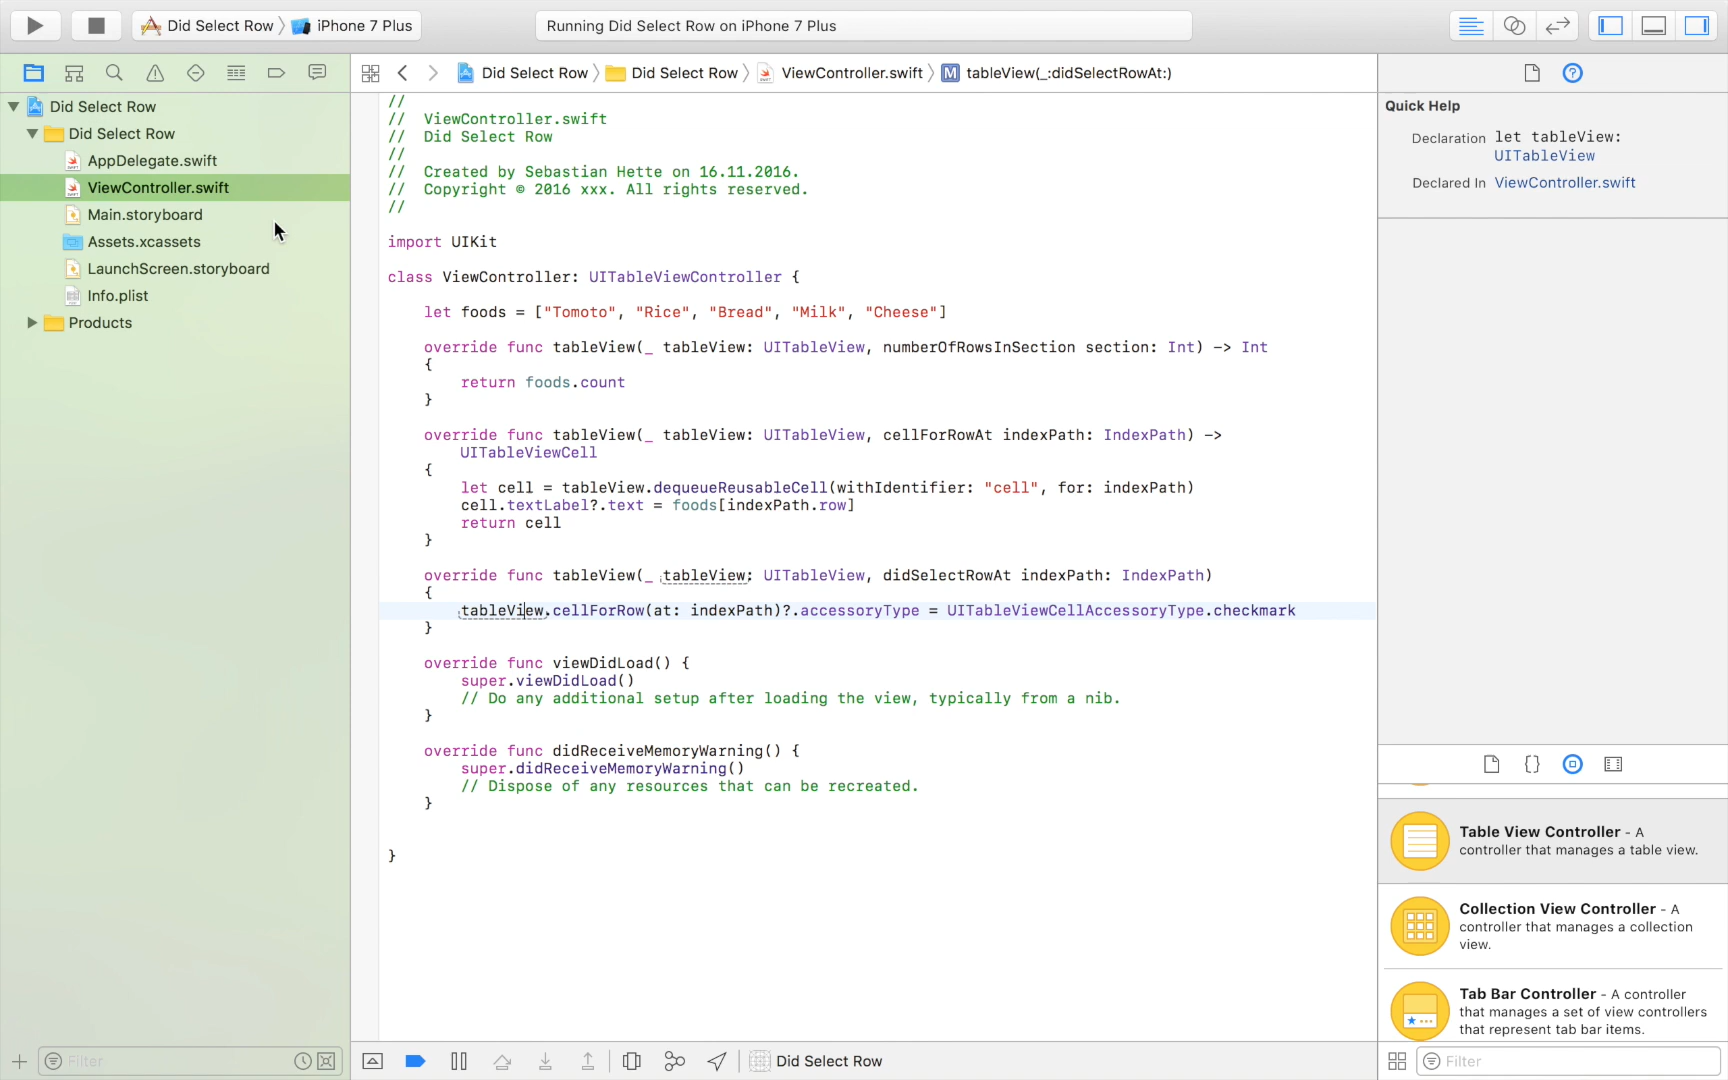 Did Select Row
iPhone 7 Plus
Running Did Select Row on iPhone 7 Plus
Did Select Row
Did Select Row
ViewController.swift
M
tableView(_:didSelectRowAt:)
Did Select Row
Did Select Row
AppDelegate.swift
ViewController.swift
Main.storyboard
Assets.xcassets
LaunchScreen.storyboard
Info.plist
Products
//
// ViewController.swift
// Did Select Row
//
// Created by Sebastian Hette on 16.11.2016.
// Copyright © 2016 xxx. All rights reserved.
//
import UIKit
class ViewController: UITableViewController {
let foods = ["Tomoto", "Rice", "Bread", "Milk", "Cheese"]
override func tableView(_ tableView: UITableView, numberOfRowsInSection section: Int) -> Int
{
return foods.count
}
override func tableView(_ tableView: UITableView, cellForRowAt indexPath: IndexPath) ->
UITableViewCell
{
let cell = tableView.dequeueReusableCell(withIdentifier: "cell", for: indexPath)
cell.textLabel?.text = foods[indexPath.row]
return cell
}
override func tableView(_ tableView: UITableView, didSelectRowAt indexPath: IndexPath)
{
tableView.cellForRow(at: indexPath)?.accessoryType = UITableViewCellAccessoryType.checkmark
}
override func viewDidLoad() {
super.viewDidLoad()
// Do any additional setup after loading the view, typically from a nib.
}
override func didReceiveMemoryWarning() {
super.didReceiveMemoryWarning()
// Dispose of any resources that can be recreated.
}
}
Quick Help
Declaration let tableView:
UITableView
Declared In ViewController.swift
{}
Table View Controller - A
controller that manages a table view.
Collection View Controller - A
controller that manages a collection
view.
Tab Bar Controller - A controller
that manages a set of view controllers
that represent tab bar items.
Filter
Did Select Row
Filter